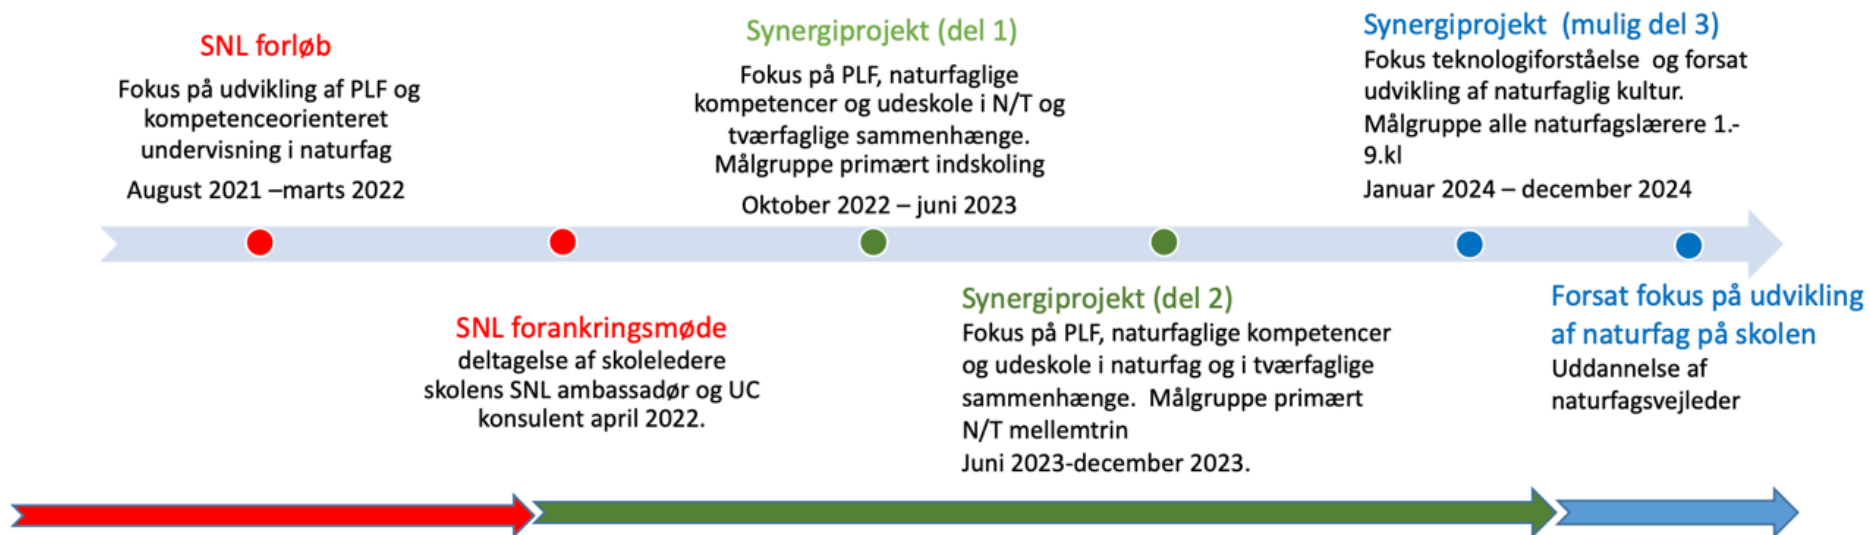 SNL forløb
Fokus på udvikling af PLF og
kompetenceorienteret
undervisning i naturfag
August 2021 –marts 2022
Synergiprojekt (del 1)
Fokus på PLF, naturfaglige
kompetencer og udeskole i N/T og
tværfaglige sammenhænge.
Målgruppe primært indskoling
Oktober 2022 – juni 2023
Synergiprojekt  (mulig del 3)
Fokus teknologiforståelse  og forsat
udvikling af naturfaglig kultur.
Målgruppe alle naturfagslærere 1.-
9.kl
Januar 2024 – december 2024
SNL forankringsmøde
deltagelse af skoleledere
skolens SNL ambassadør og UC
konsulent april 2022.
Synergiprojekt (del 2)
Fokus på PLF, naturfaglige kompetencer
og udeskole i naturfag og i tværfaglige
sammenhænge.  Målgruppe primært
N/T mellemtrin
Juni 2023-december 2023.
Forsat fokus på udvikling
af naturfag på skolen
Uddannelse af
naturfagsvejleder